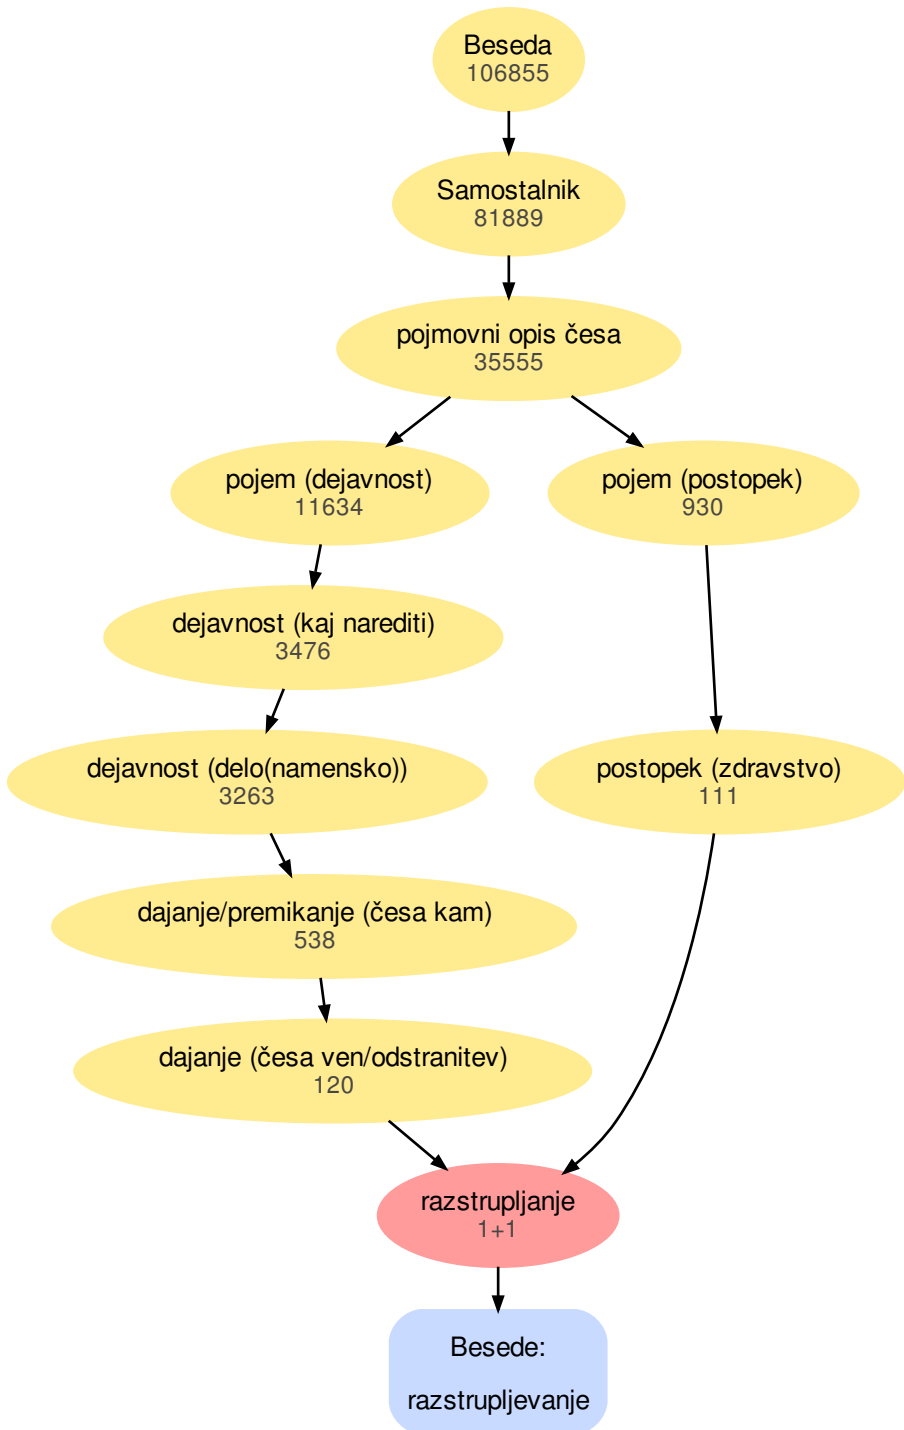 Beseda
106855
Samostalnik
81889
pojmovni opis česa
35555
pojem (dejavnost)
11634
pojem (postopek)
930
dejavnost (kaj narediti)
3476
dejavnost (delo(namensko))
3263
postopek (zdravstvo)
111
dajanje/premikanje (česa kam)
538
dajanje (česa ven/odstranitev)
120
razstrupljanje
1+1
Besede:
razstrupljevanje